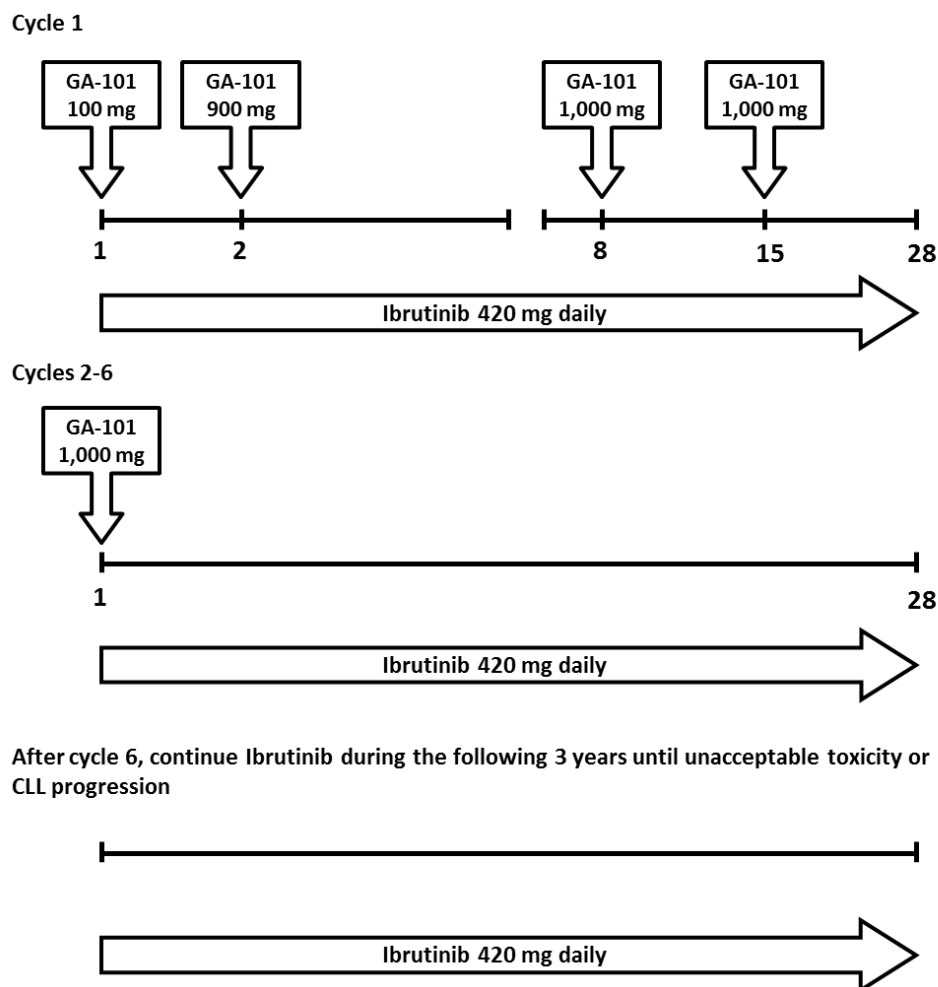 Cycle 1
GA-101
100 mg
GA-101
900 mg
GA-101
1,000 mg
GA-101
1,000 mg
1
2
8
15
28
Ibrutinib 420 mg daily
Cycles 2-6
GA-101
1,000 mg
1
28
Ibrutinib 420 mg daily
After cycle 6, continue Ibrutinib during the following 3 years until unacceptable toxicity or
CLL progression
Ibrutinib 420 mg daily